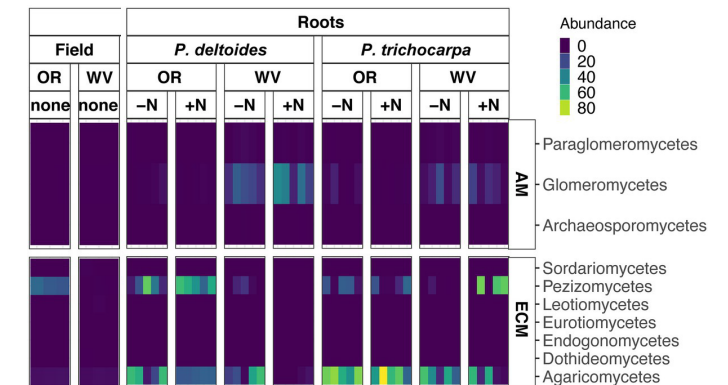 Roots
Field P. deltoides P. trichocarpa
OR WV OR WV OR WV
none none –N +N –N +N –N +N –N +N
Abundance
0
20
40
60
80
AM
Paraglomeromycetes
Glomeromycetes
Archaeosporomycetes
ECM
Sordariomycetes
Pezizomycetes
Leotiomycetes
Eurotiomycetes
Endogonomycetes
Dothideomycetes
Agaricomycetes